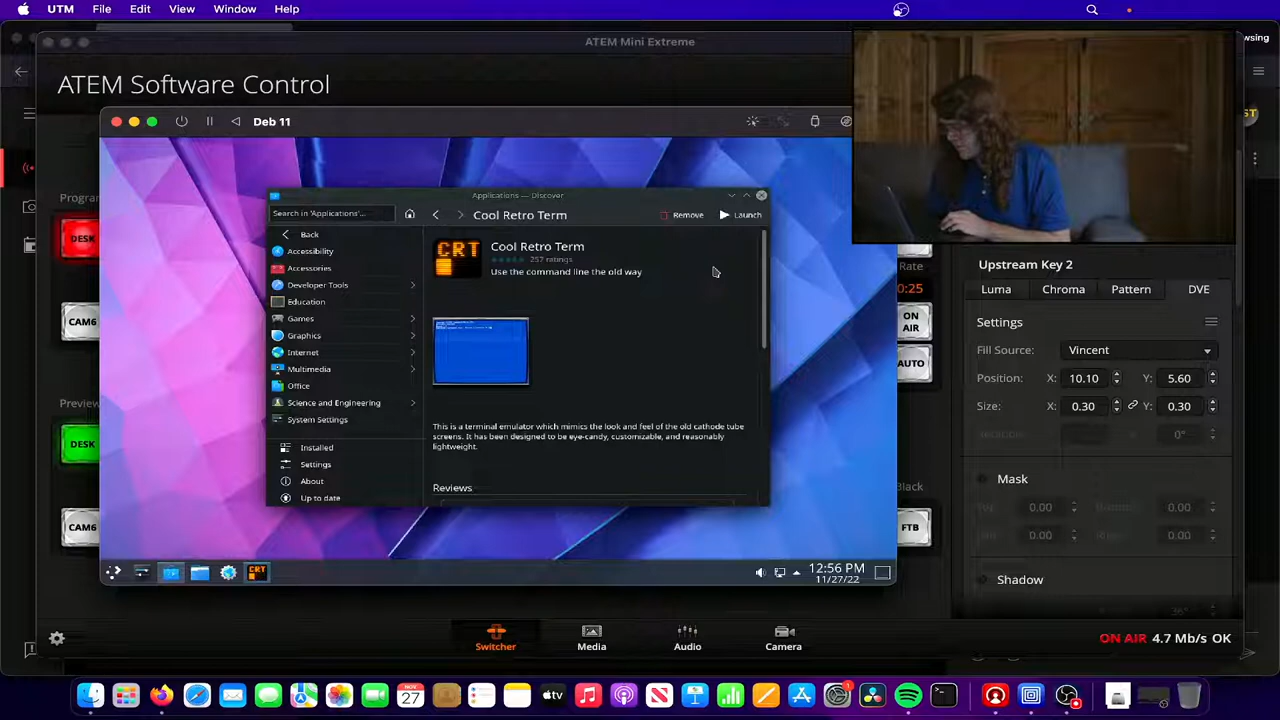 UTM File Edit View Window Help
ATEM Mini Extreme
ATEM Software Control
Deb 11
Applications — Discover
Search in 'Applications'...
Cool Retro Term
Remove
Launch
Back
Accessibility
Accessories
Developer Tools
Education
Games
Graphics
Internet
Multimedia
Office
Science and Engineering
System Settings
Installed
Settings
About
Up to date
CRT
Cool Retro Term
257 ratings
Use the command line the old way
This is a terminal emulator which mimics the look and feel of the old cathode tube
screens. It has been designed to be eye-candy, customizable, and reasonably
lightweight.
Reviews
CRT
12:56 PM
11/27/22
DESK
CAM6
DESK
CAM6
Rate
0:25
ON
AIR
AUTO
Black
FTB
Upstream Key 2
Luma Chroma Pattern DVE
Settings
Fill Source: Vincent
Position: X: 10.10 Y: 5.60
Size: X: 0.30 Y: 0.30
0°
Mask
0.00 0.00
0.00 0.00
Shadow
Switcher
Media
Audio
Camera
ON AIR 4.7 Mb/s OK
NOV
27
tv
1